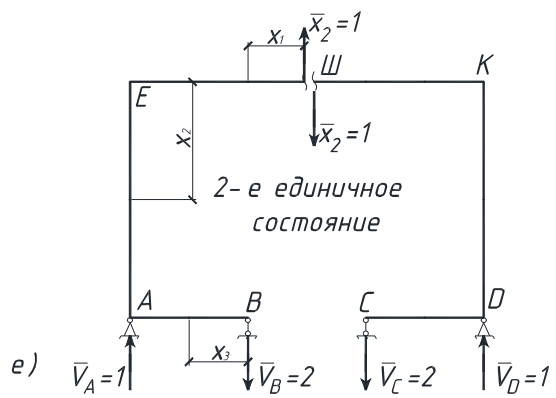 x̅₂=1
x₁
Ш
K
E
x̅₂=1
x₂
2-е единичное
состояние
A
B
C
D
x₃
е)
V̅A=1
V̅B=2
V̅C=2
V̅D=1